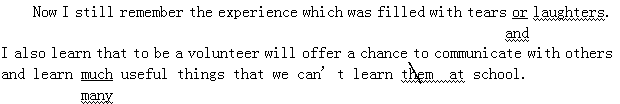 Now I still remember the experience which was filled with tears or laughters.
and
I also learn that to be a volunteer will offer a chance to communicate with others
and learn much useful things that we can't learn them at school.
many